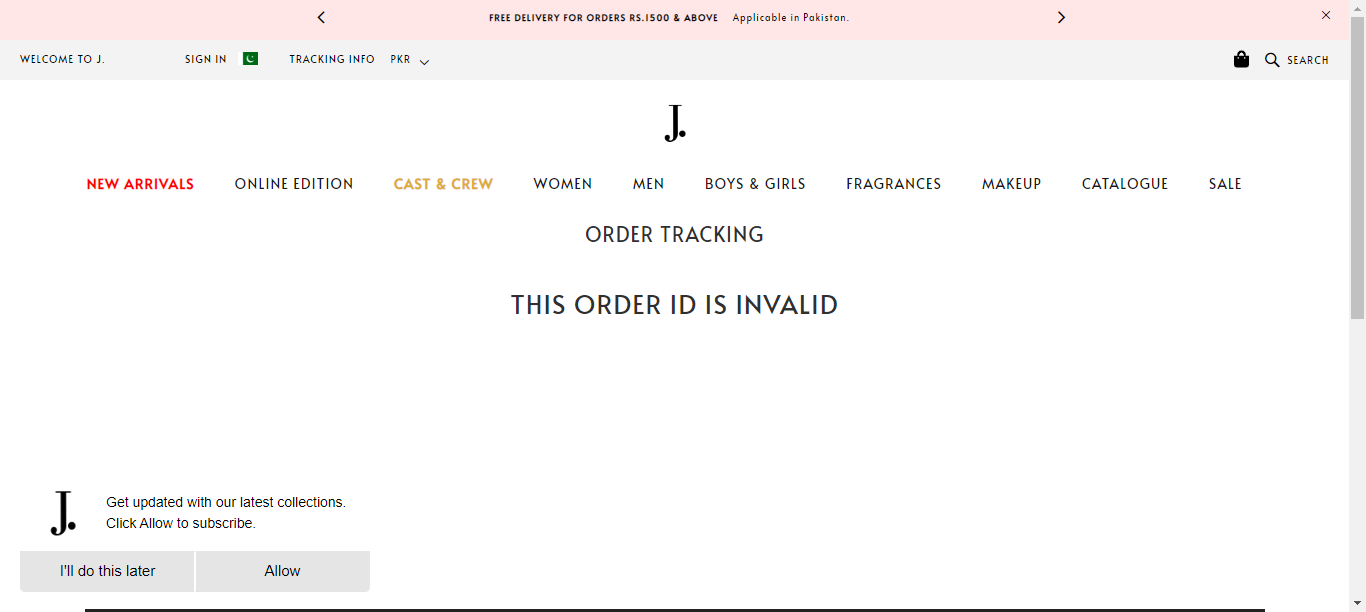 FREE DELIVERY FOR ORDERS RS.1500 & ABOVE Applicable in Pakistan.
WELCOME TO J. SIGN IN TRACKING INFO PKR SEARCH
J.
NEW ARRIVALS ONLINE EDITION CAST & CREW WOMEN MEN BOYS & GIRLS FRAGRANCES MAKEUP CATALOGUE SALE
ORDER TRACKING
THIS ORDER ID IS INVALID
J.
Get updated with our latest collections.
Click Allow to subscribe.
I'll do this later Allow